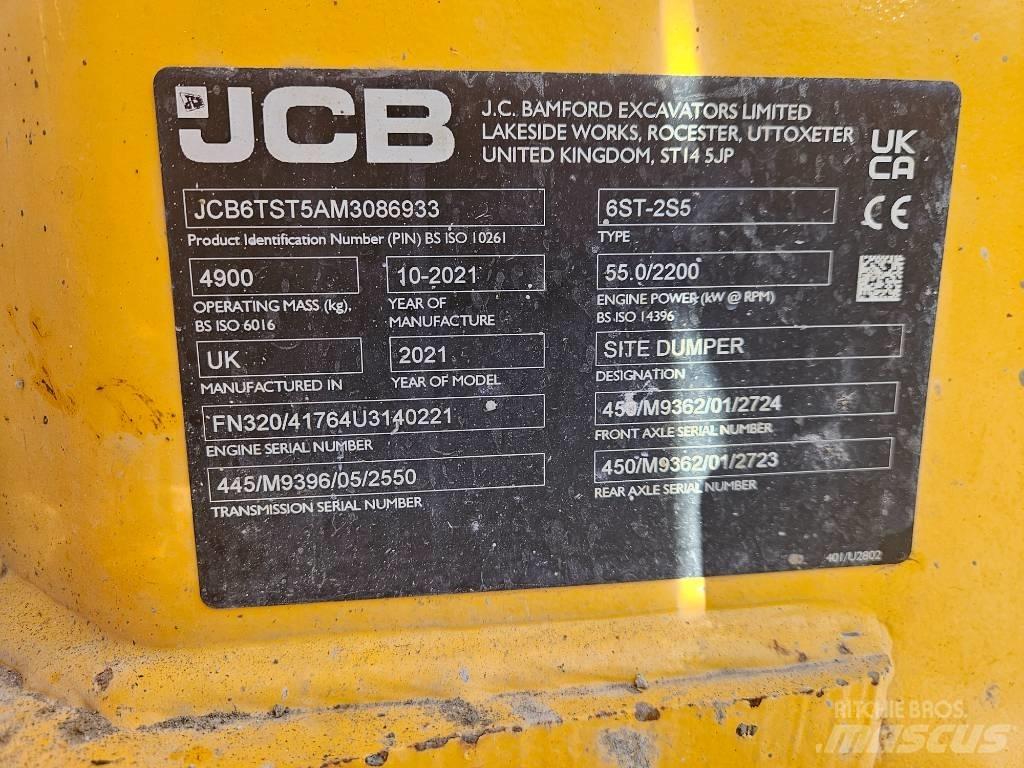 JCB
J.C. BAMFORD EXCAVATORS LIMITED
LAKESIDE WORKS, ROCESTER, UTTOXETER
UNITED KINGDOM, ST14 5JP
UK
CA
CE
JCB6TST5AM3086933
Product Identification Number (PIN) BS ISO 10261
6ST-2S5
TYPE
4900
OPERATING MASS (kg),
BS ISO 6016
10-2021
YEAR OF
MANUFACTURE
55.0/2200
ENGINE POWER (kW @ RPM)
BS ISO 14396
UK
MANUFACTURED IN
2021
YEAR OF MODEL
SITE DUMPER
DESIGNATION
FN320/41764U3140221
ENGINE SERIAL NUMBER
450/M9362/01/2724
FRONT AXLE SERIAL NUMBER
445/M9396/05/2550
TRANSMISSION SERIAL NUMBER
450/M9362/01/2723
REAR AXLE SERIAL NUMBER
401/U2802
RITCHIE BROS.
mascus